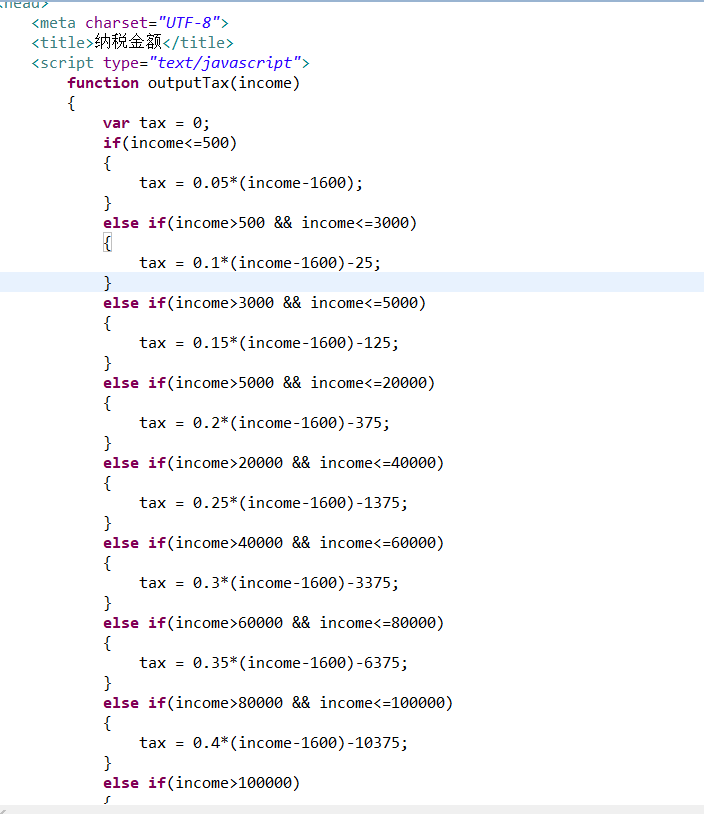 <head>
<meta charset="UTF-8">
<title>纳税金额</title>
<script type="text/javascript">
function outputTax(income)
{
var tax = 0;
if(income<=500)
{
tax = 0.05*(income-1600);
}
else if(income>500 && income<=3000)
{
tax = 0.1*(income-1600)-25;
}
else if(income>3000 && income<=5000)
{
tax = 0.15*(income-1600)-125;
}
else if(income>5000 && income<=20000)
{
tax = 0.2*(income-1600)-375;
}
else if(income>20000 && income<=40000)
{
tax = 0.25*(income-1600)-1375;
}
else if(income>40000 && income<=60000)
{
tax = 0.3*(income-1600)-3375;
}
else if(income>60000 && income<=80000)
{
tax = 0.35*(income-1600)-6375;
}
else if(income>80000 && income<=100000)
{
tax = 0.4*(income-1600)-10375;
}
else if(income>100000)
{